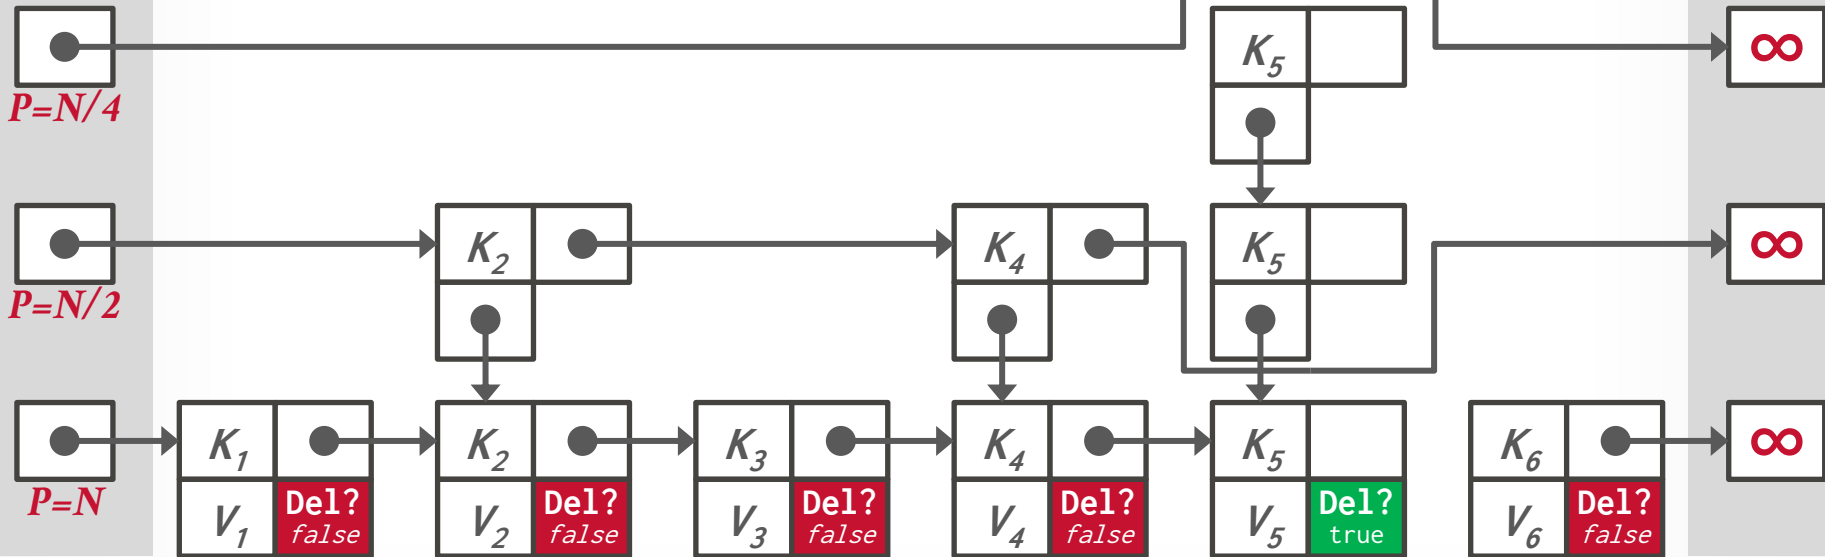 K₅ ∞
P=N/4
K₂ K₄ K₅ ∞
P=N/2
K₁ K₂ K₃ K₄ K₅ K₆ ∞
P=N
V₁ Del? V₂ Del? V₃ Del? V₄ Del? V₅ Del? V₆ Del?
false false false false true false